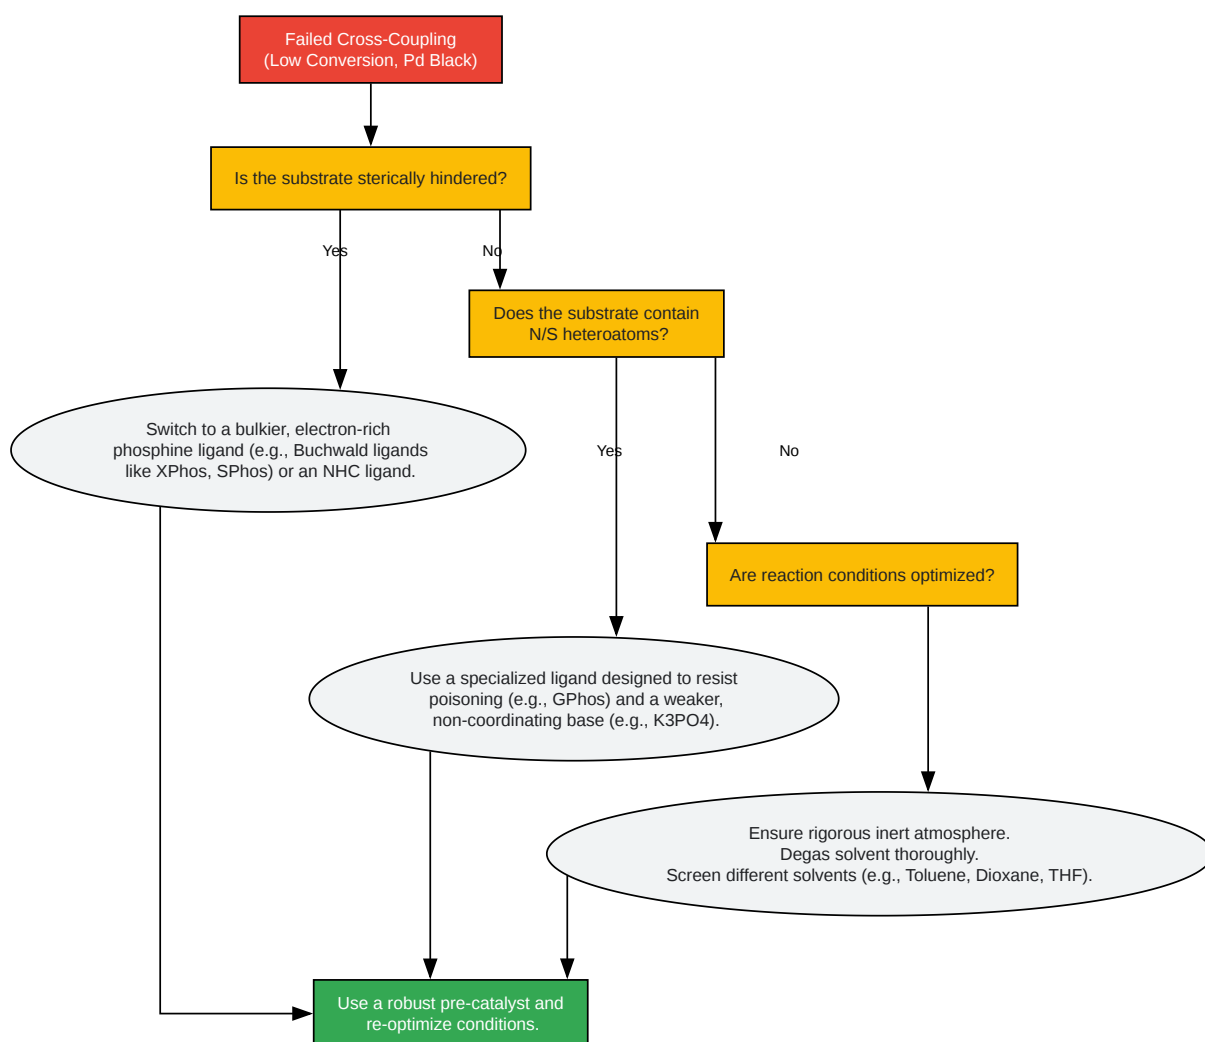 Failed Cross-Coupling
(Low Conversion, Pd Black)
Is the substrate sterically hindered?
Yes
No
Does the substrate contain
N/S heteroatoms?
Switch to a bulkier, electron-rich
phosphine ligand (e.g., Buchwald ligands
like XPhos, SPhos) or an NHC ligand.
Yes
No
Are reaction conditions optimized?
Use a specialized ligand designed to resist
poisoning (e.g., GPhos) and a weaker,
non-coordinating base (e.g., K3PO4).
Ensure rigorous inert atmosphere.
Degas solvent thoroughly.
Screen different solvents (e.g., Toluene, Dioxane, THF).
Use a robust pre-catalyst and
re-optimize conditions.